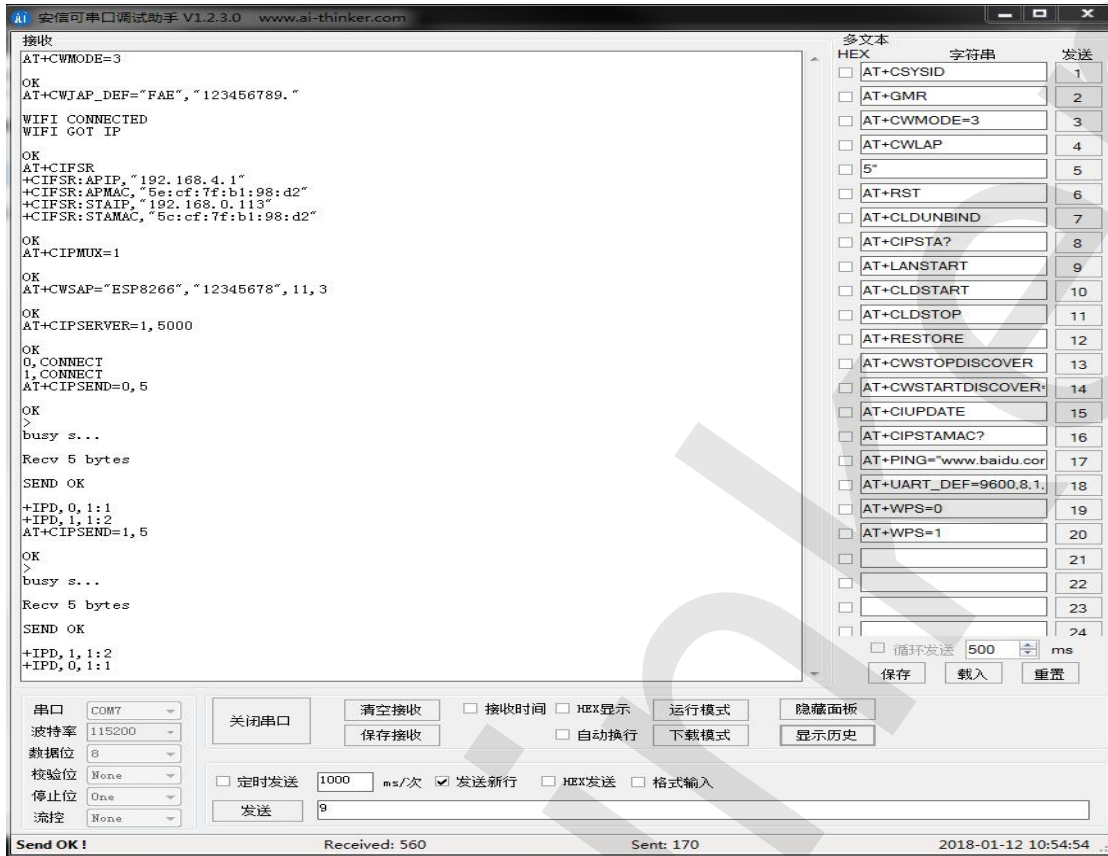 安信可串口调试助手 V1.2.3.0 www.ai-thinker.com
接收
AT+CWMODE=3
OK
AT+CWJAP_DEF="FAE","123456789."
WIFI CONNECTED
WIFI GOT IP
OK
AT+CIFSR
+CIFSR:APIP,"192.168.4.1"
+CIFSR:APMAC,"5e:cf:7f:b1:98:d2"
+CIFSR:STAIP,"192.168.0.113"
+CIFSR:STAMAC,"5c:cf:7f:b1:98:d2"
OK
AT+CIPMUX=1
OK
AT+CWSAP="ESP8266","12345678",11,3
OK
AT+CIPSERVER=1,5000
OK
0,CONNECT
1,CONNECT
AT+CIPSEND=0,5
OK
>
busy s...
Recv 5 bytes
SEND OK
+IPD,0,1:1
+IPD,1,1:2
AT+CIPSEND=1,5
OK
>
busy s...
Recv 5 bytes
SEND OK
+IPD,1,1:2
+IPD,0,1:1
多文本
HEX 字符串 发送
AT+CSYSID 1
AT+GMR 2
AT+CWMODE=3 3
AT+CWLAP 4
5" 5
AT+RST 6
AT+CLDUNBIND 7
AT+CIPSTA? 8
AT+LANSTART 9
AT+CLDSTART 10
AT+CLDSTOP 11
AT+RESTORE 12
AT+CWSTOPDISCOVER 13
AT+CWSTARTDISCOVER= 14
AT+CIUPDATE 15
AT+CIPSTAMAC? 16
AT+PING="www.baidu.cor 17
AT+UART_DEF=9600,8,1, 18
AT+WPS=0 19
AT+WPS=1 20
21
22
23
24
循环发送 500 ms
保存 载入 重置
串口 COM7
波特率 115200
数据位 8
校验位 None
停止位 One
流控 None
关闭串口
清空接收 接收时间 HEX显示 运行模式 隐藏面板
保存接收 自动换行 下载模式 显示历史
定时发送 1000 ms/次 发送新行 HEX发送 格式输入
发送 9
Send OK! Received: 560 Sent: 170 2018-01-12 10:54:54